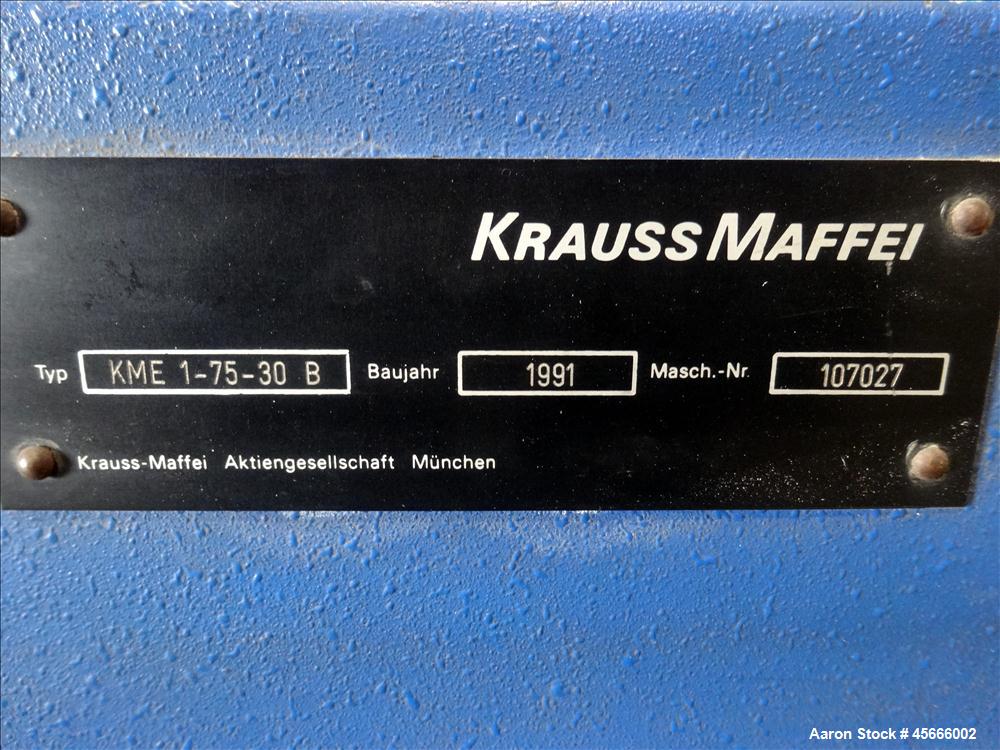 KRAUSS MAFFEI
Typ KME 1-75-30 B Baujahr 1991 Masch.-Nr. 107027
Krauss-Maffei Aktiengesellschaft München
Aaron Stock # 45666002